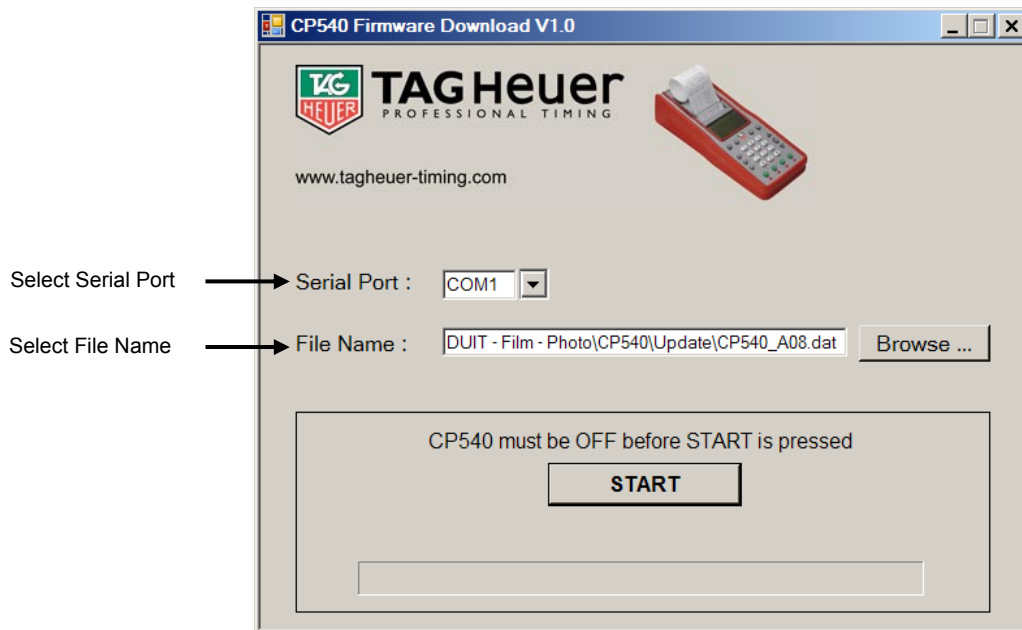 CP540 Firmware Download V1.0
TAG
HEUER
TAGHeuer
PROFESSIONAL TIMING
www.tagheuer-timing.com
Select Serial Port
Serial Port :
COM1
Select File Name
File Name :
DUIT - Film - Photo\CP540\Update\CP540_A08.dat
Browse ...
CP540 must be OFF before START is pressed
START